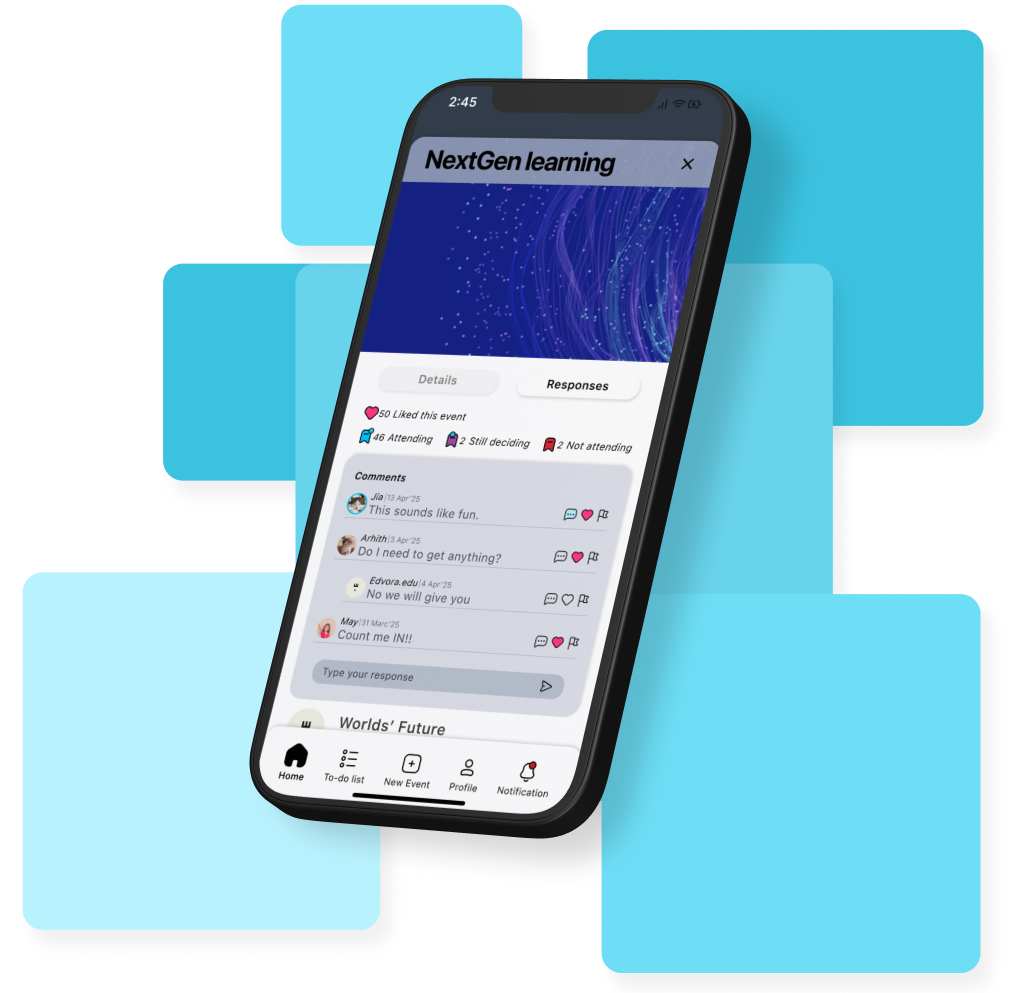 2:45
NextGen learning
Details Responses
50 Liked this event
46 Attending 2 Still deciding 2 Not attending
Comments
Jia|13 Apr'25
This sounds like fun.
Arhith|3 Apr'25
Do I need to get anything?
Edvora.edu|4 Apr'25
No we will give you
May|31 Marc'25
Count me IN!!
Type your response
Worlds' Future
Home To-do list New Event Profile Notification